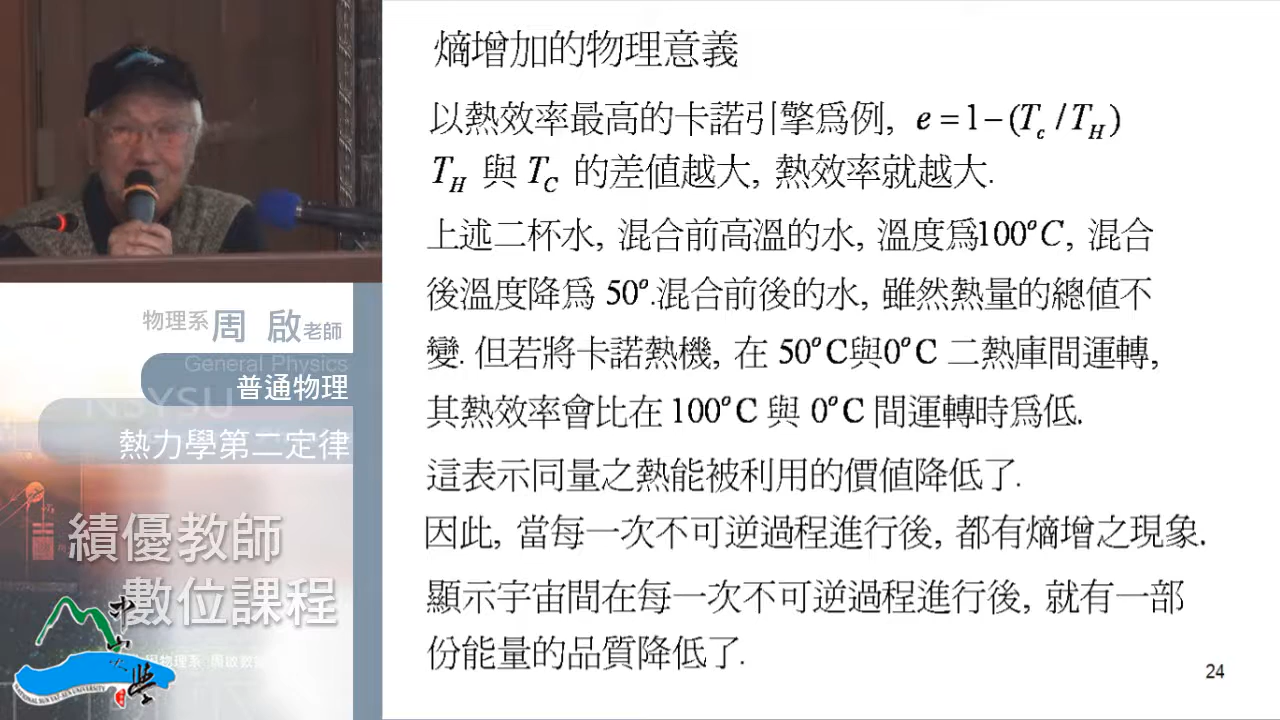 熵增加的物理意義
以熱效率最高的卡諾引擎為例, e = 1 − (T_c / T_H)
T_H 與 T_C 的差值越大, 熱效率就越大.
上述二杯水, 混合前高溫的水, 溫度為100°C, 混合
後溫度降為 50°.混合前後的水, 雖然熱量的總值不
變. 但若將卡諾熱機, 在 50°C與0°C 二熱庫間運轉,
其熱效率會比在 100°C 與 0°C 間運轉時為低.
這表示同量之熱能被利用的價值降低了.
因此, 當每一次不可逆過程進行後, 都有熵增之現象.
顯示宇宙間在每一次不可逆過程進行後, 就有一部
份能量的品質降低了.
24
物理系周 啟老師
General Physics
普通物理
NSYSU
熱力學第二定律
績優教師
數位課程
NATIONAL SUN YAT-SEN UNIVERSITY